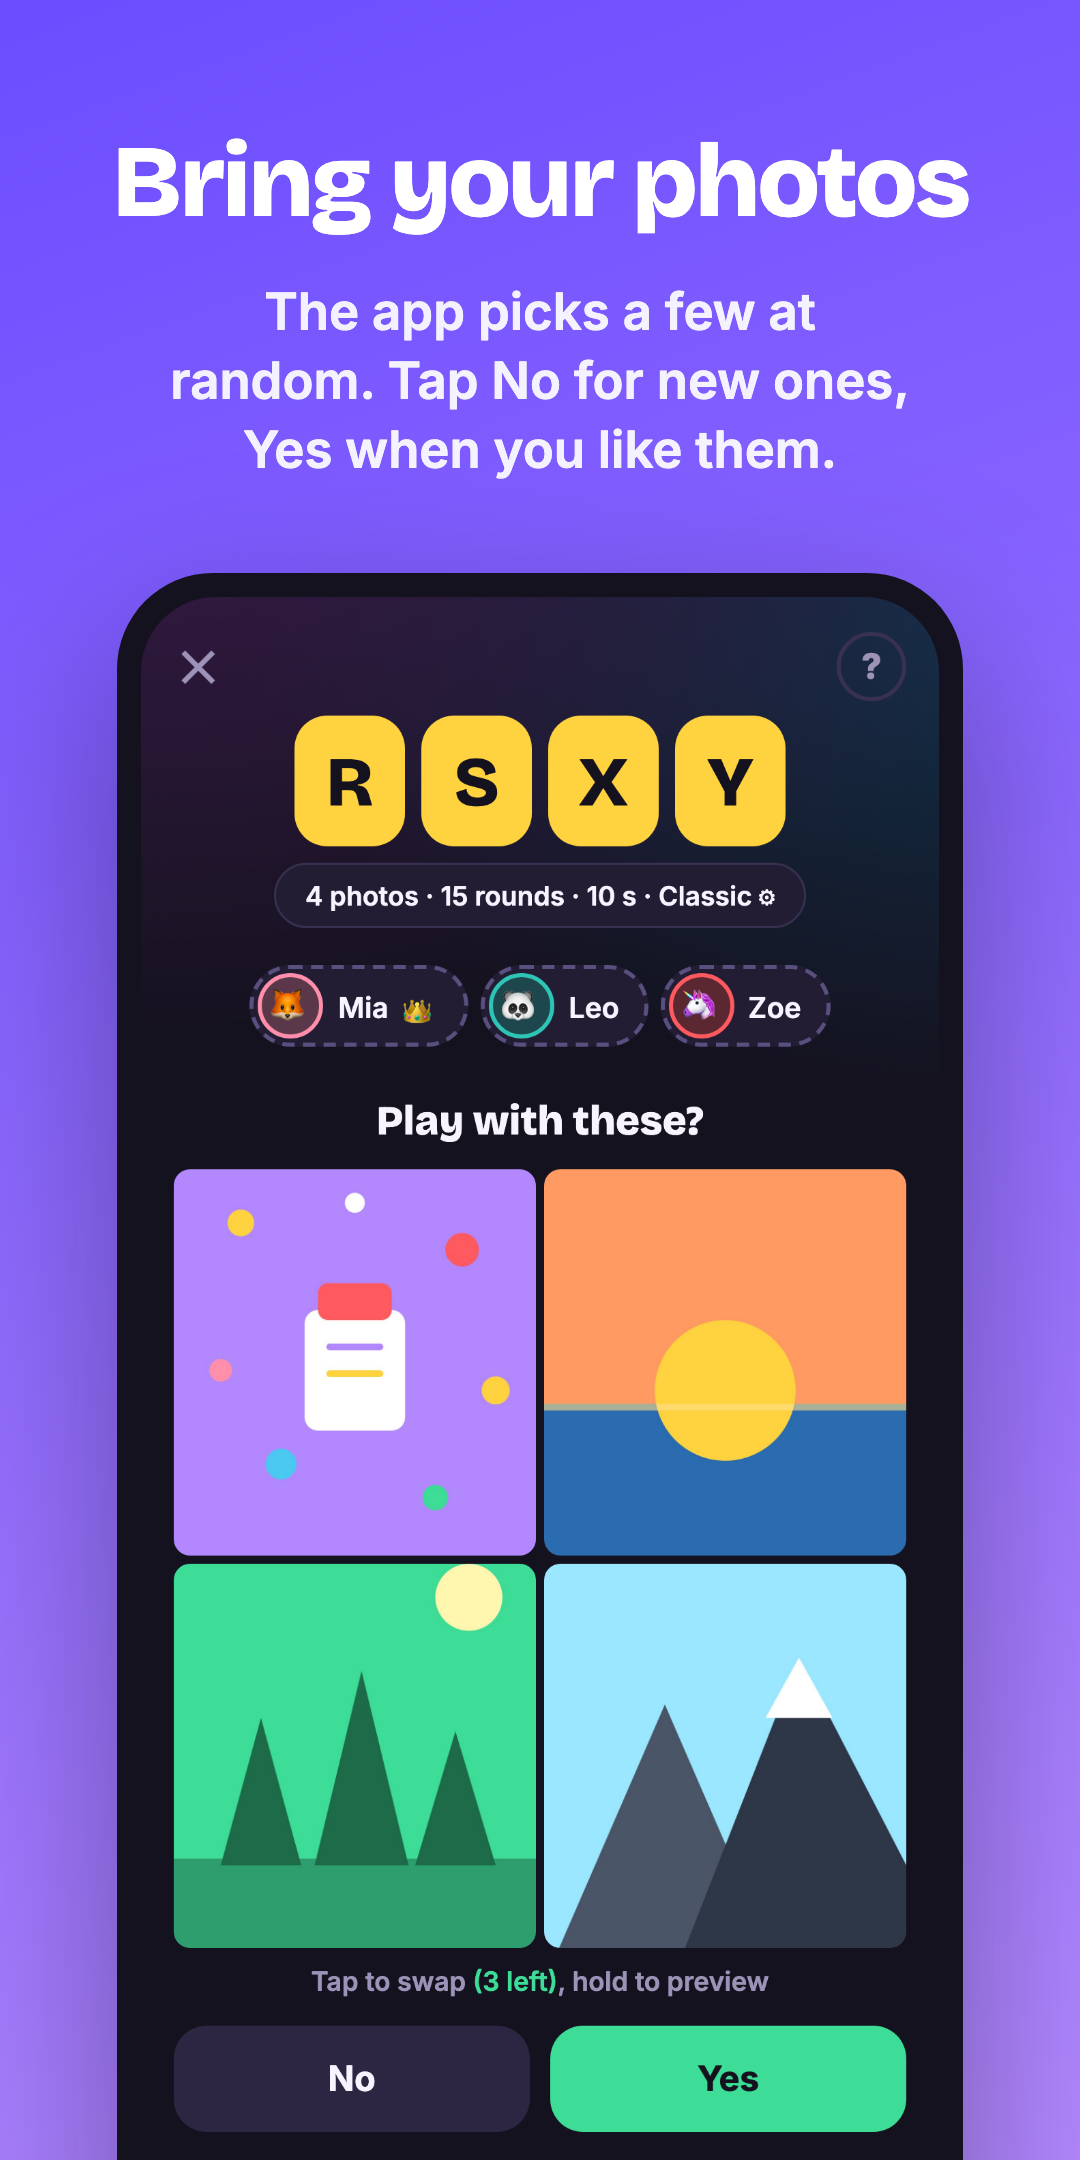 Bring your photos
The app picks a few at
random. Tap No for new ones,
Yes when you like them.
?
R S X Y
4 photos · 15 rounds · 10 s · Classic ⚙
Mia 👑 Leo Zoe
Play with these?
Tap to swap (3 left), hold to preview
No Yes